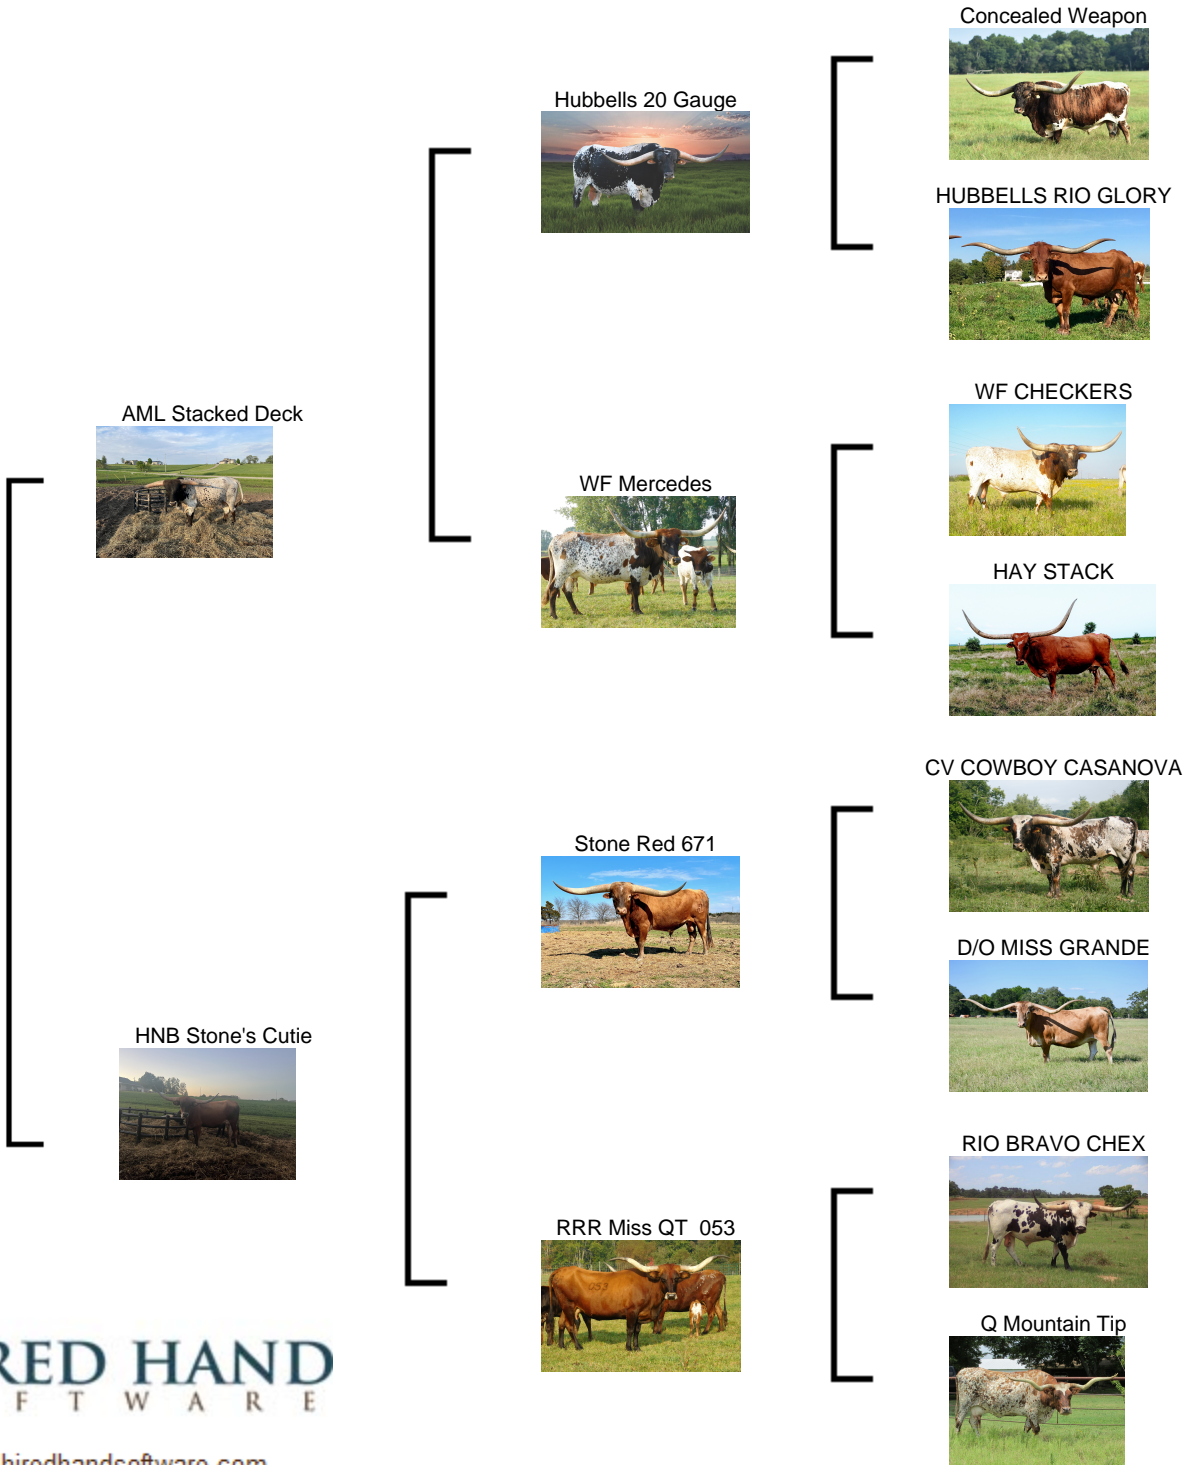 Concealed Weapon
Hubbells 20 Gauge
HUBBELLS RIO GLORY
WF CHECKERS
AML Stacked Deck
WF Mercedes
HAY STACK
CV COWBOY CASANOVA
Stone Red 671
D/O MISS GRANDE
HNB Stone's Cutie
RIO BRAVO CHEX
RRR Miss QT 053
Q Mountain Tip
RED HAND
F T W A R E
hiredhandsoftware.com